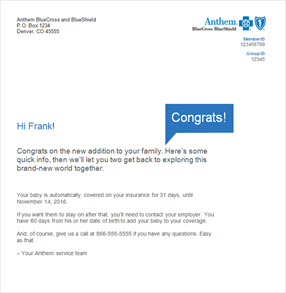 Anthem BlueCross and BlueShield
P.O. Box 1234
Denver, CO 45555
Anthem
BlueCross BlueShield
Member ID
123456789
Group ID
12345
Congrats!
Hi Frank!
Congrats on the new addition to your family. Here's some
quick info, then we'll let you two get back to exploring this
brand-new world together.
Your baby is automatically covered on your insurance for 31 days, until
November 14, 2016.
If you want them to stay on after that, you'll need to contact your employer. You
have 60 days from his or her date of birth to add your baby to your coverage.
And, of course, give us a call at 866-555-5555 if you have any questions. Easy
as that.
– Your Anthem service team